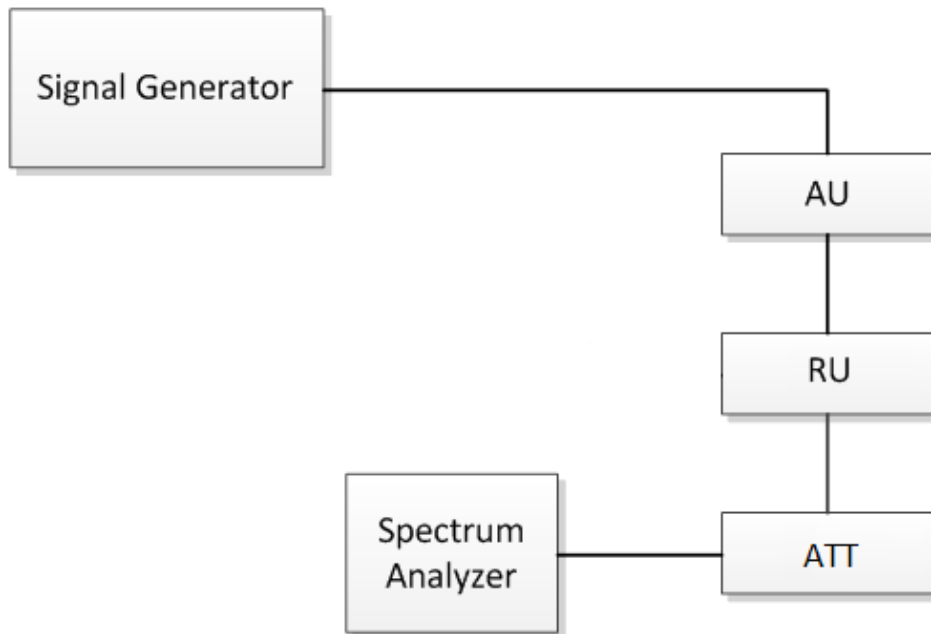 Signal Generator
AU
RU
Spectrum
Analyzer
ATT